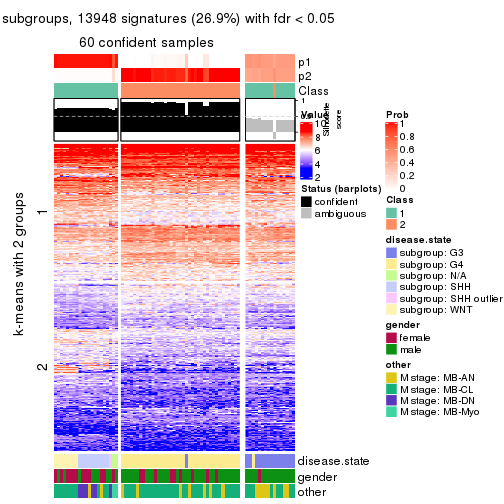 subgroups, 13948 signatures (26.9%) with fdr < 0.05
60 confident samples
p1
p2
Class
1
0.5
0
Silhouette
score
k-means with 2 groups
1
2
disease.state
gender
other
Value
10
8
6
4
2
Status (barplots)
confident
ambiguous
Prob
1
0.8
0.6
0.4
0.2
0
Class
1
2
disease.state
subgroup: G3
subgroup: G4
subgroup: N/A
subgroup: SHH
subgroup: SHH outlier
subgroup: WNT
gender
female
male
other
M stage: MB-AN
M stage: MB-CL
M stage: MB-DN
M stage: MB-Myo